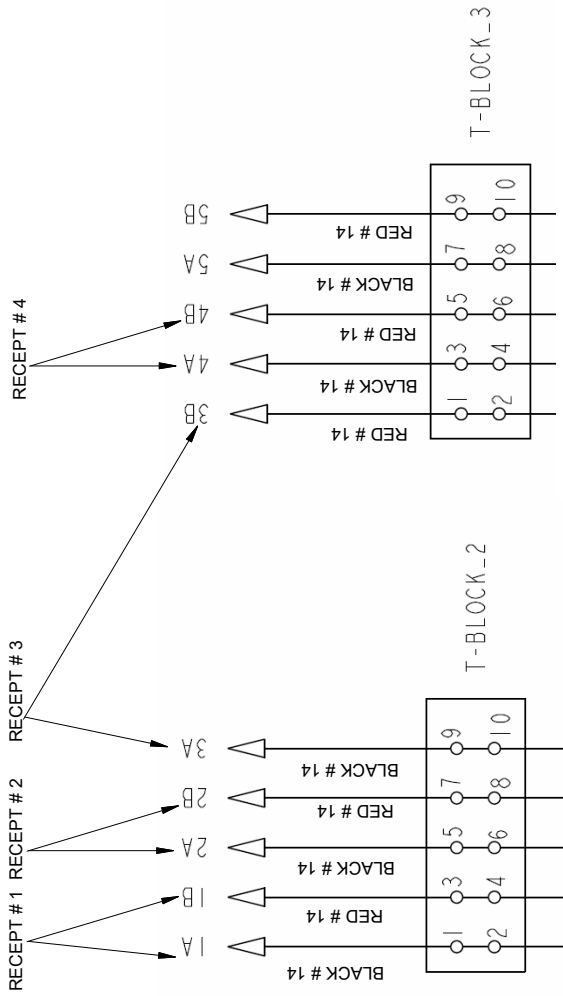 RECEPT # 1
RECEPT # 2
RECEPT # 3
RECEPT # 4
1A
1B
2A
2B
3A
3B
4A
4B
5A
5B
BLACK # 14
RED # 14
BLACK # 14
RED # 14
BLACK # 14
RED # 14
BLACK # 14
RED # 14
BLACK # 14
RED # 14
1
3
5
7
9
2
4
6
8
10
T-BLOCK_2
1
3
5
7
9
2
4
6
8
10
T-BLOCK_3